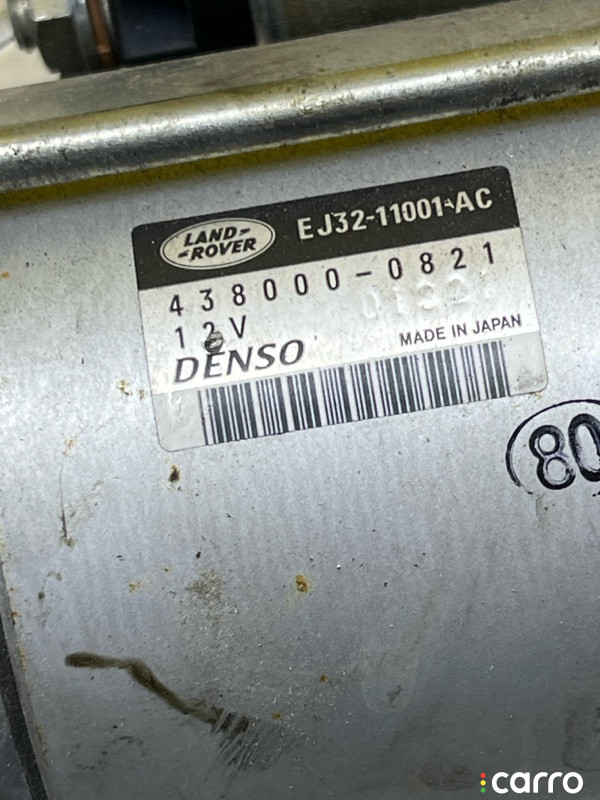 LAND-
-ROVER
EJ32-11001-AC
438000-0821
12V
DENSO
MADE IN JAPAN
80
carro